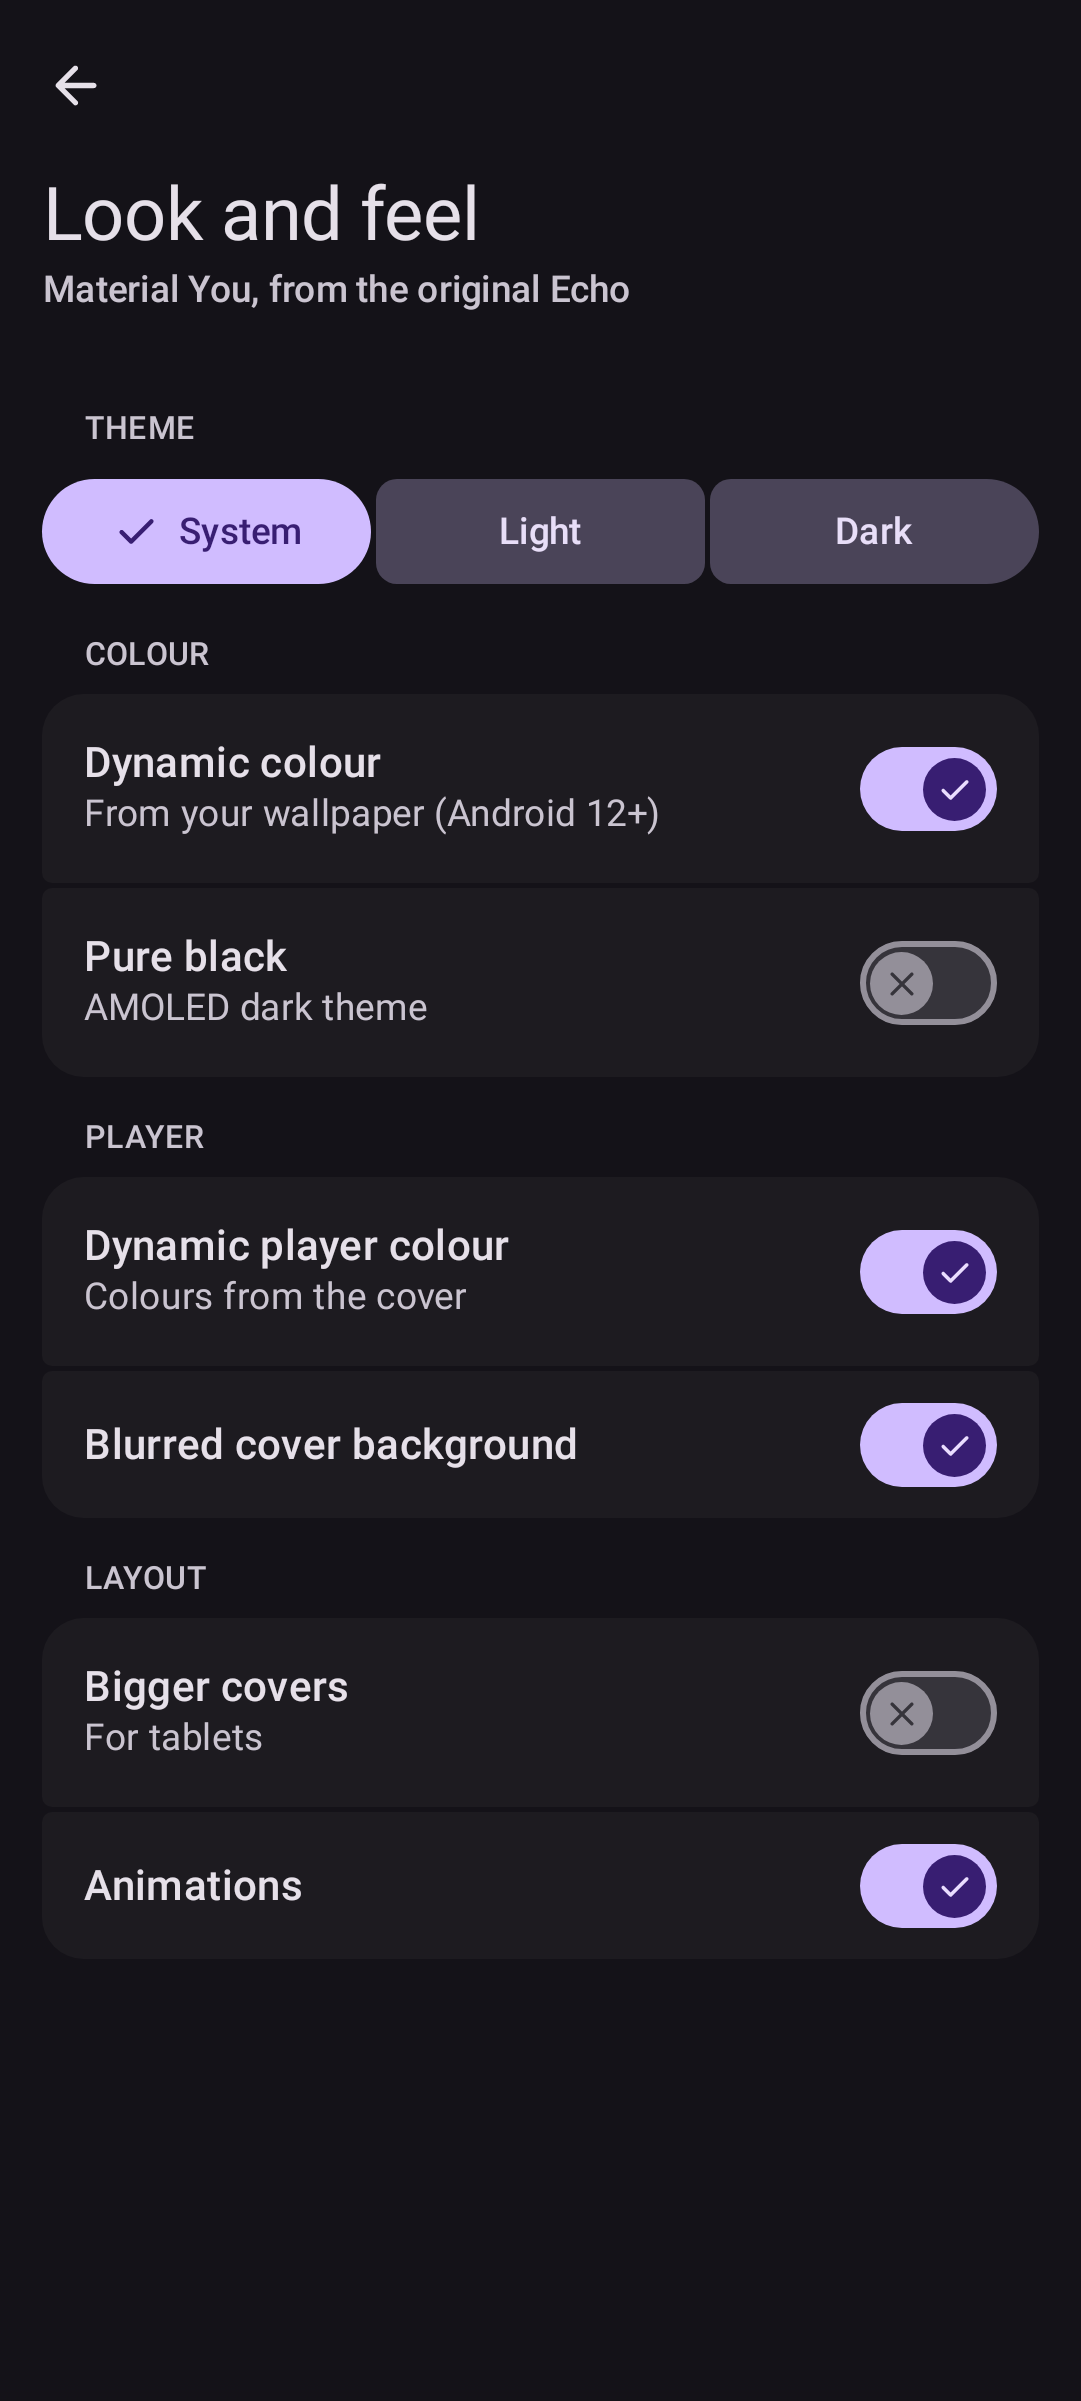 Look and feel
Material You, from the original Echo
THEME
System
Light
Dark
COLOUR
Dynamic colour
From your wallpaper (Android 12+)
Pure black
AMOLED dark theme
PLAYER
Dynamic player colour
Colours from the cover
Blurred cover background
LAYOUT
Bigger covers
For tablets
Animations